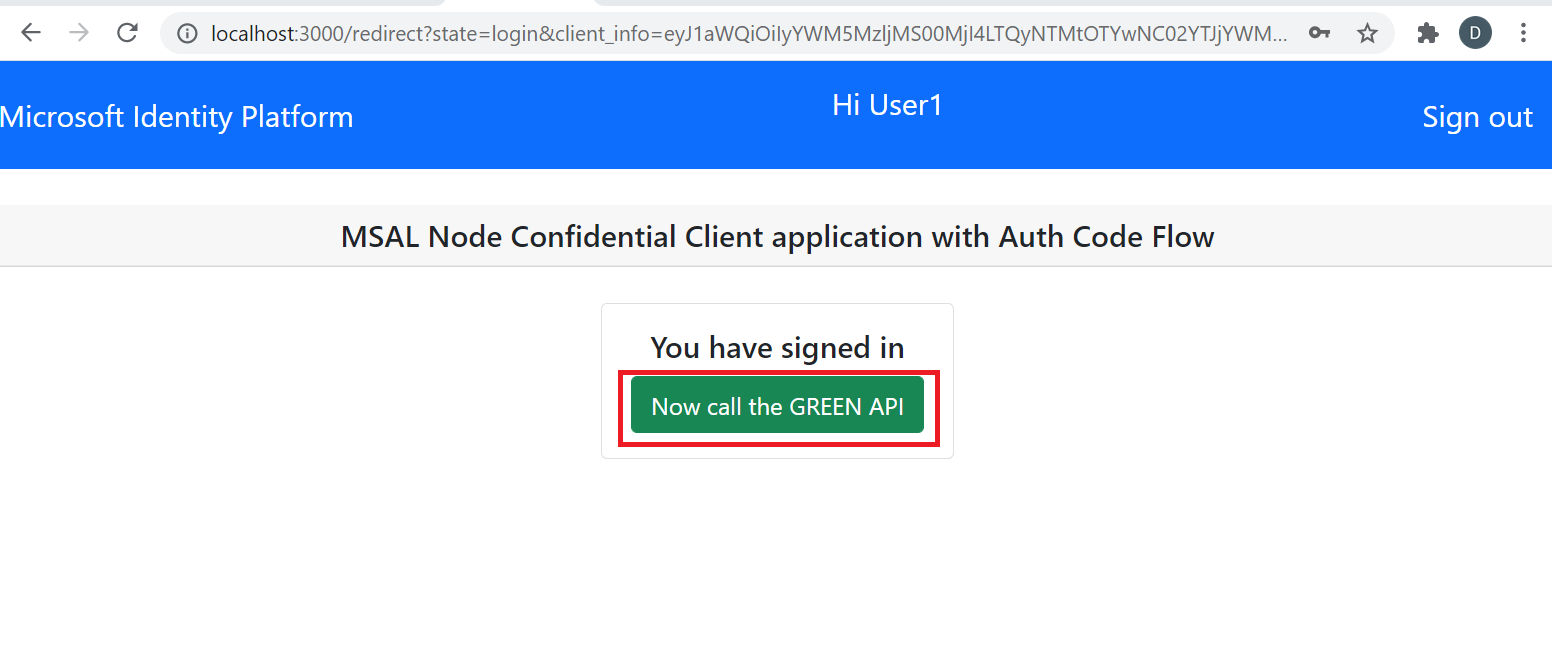 localhost:3000/redirect?state=login&client_info=eyJ1aWQiOiIyYWM5MzljMS00MjI4LTQyNTMtOTYwNC02YTJjYWM...
D
Microsoft Identity Platform
Hi User1
Sign out
MSAL Node Confidential Client application with Auth Code Flow
You have signed in
Now call the GREEN API